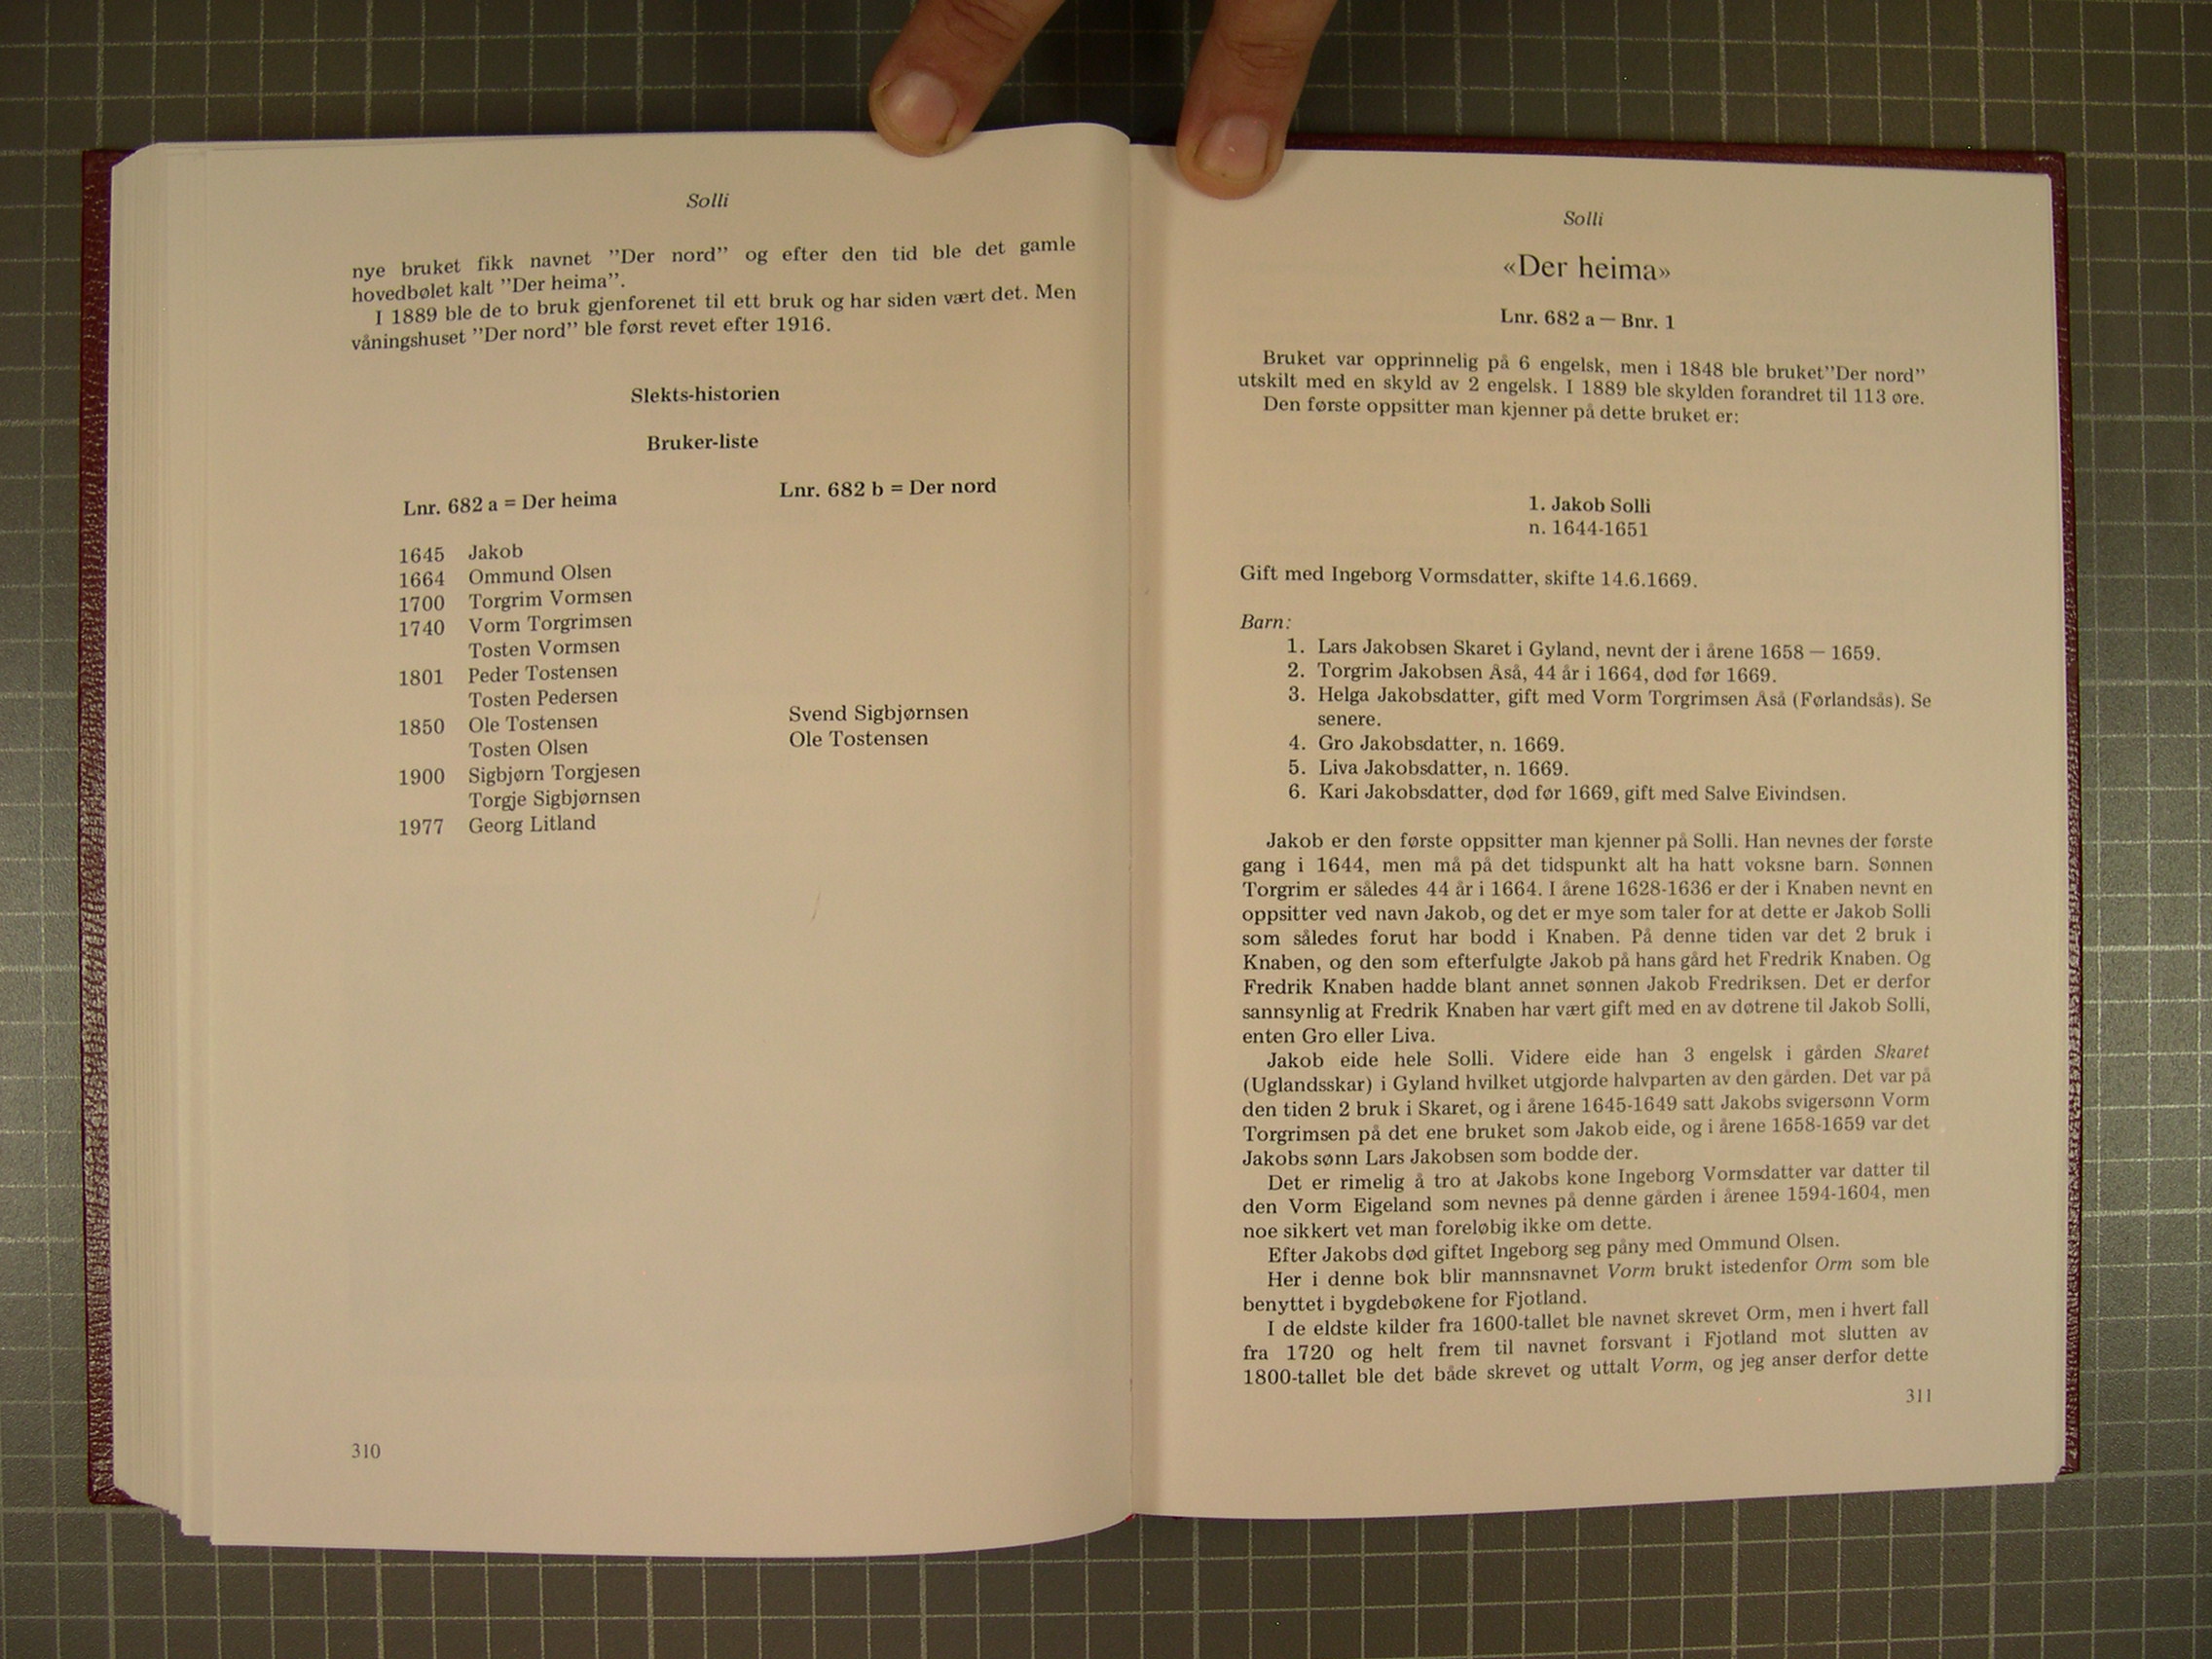 Solli
nye bruket fikk navnet ”Der nord” og efter den tid ble det gamle
hovedbølet kalt ”Der heima”.
I 1889 ble de to bruk gjenforenet til ett bruk og har siden vært det. Men
våningshuset ”Der nord” ble først revet efter 1916.
Slekts-historien
Bruker-liste
Lnr. 682 a = Der heima
Lnr. 682 b = Der nord
1645 Jakob
1664 Ommund Olsen
1700 Torgrim Vormsen
1740 Vorm Torgrimsen
Tosten Vormsen
1801 Peder Tostensen
Tosten Pedersen
1850 Ole Tostensen
Svend Sigbjørnsen
Tosten Olsen
Ole Tostensen
1900 Sigbjørn Torgjesen
Torgje Sigbjørnsen
1977 Georg Litland
310
Solli
«Der heima»
Lnr. 682 a — Bnr. 1
Bruket var opprinnelig på 6 engelsk, men i 1848 ble bruket”Der nord”
utskilt med en skyld av 2 engelsk. I 1889 ble skylden forandret til 113 øre.
Den første oppsitter man kjenner på dette bruket er:
1. Jakob Solli
n. 1644-1651
Gift med Ingeborg Vormsdatter, skifte 14.6.1669.
Barn:
1. Lars Jakobsen Skaret i Gyland, nevnt der i årene 1658 — 1659.
2. Torgrim Jakobsen Åså, 44 år i 1664, død før 1669.
3. Helga Jakobsdatter, gift med Vorm Torgrimsen Åså (Førlandsås). Se
senere.
4. Gro Jakobsdatter, n. 1669.
5. Liva Jakobsdatter, n. 1669.
6. Kari Jakobsdatter, død før 1669, gift med Salve Eivindsen.
Jakob er den første oppsitter man kjenner på Solli. Han nevnes der første
gang i 1644, men må på det tidspunkt alt ha hatt voksne barn. Sønnen
Torgrim er således 44 år i 1664. I årene 1628-1636 er der i Knaben nevnt en
oppsitter ved navn Jakob, og det er mye som taler for at dette er Jakob Solli
som således forut har bodd i Knaben. På denne tiden var det 2 bruk i
Knaben, og den som efterfulgte Jakob på hans gård het Fredrik Knaben. Og
Fredrik Knaben hadde blant annet sønnen Jakob Fredriksen. Det er derfor
sannsynlig at Fredrik Knaben har vært gift med en av døtrene til Jakob Solli,
enten Gro eller Liva.
Jakob eide hele Solli. Videre eide han 3 engelsk i gården Skaret
(Uglandsskar) i Gyland hvilket utgjorde halvparten av den gården. Det var på
den tiden 2 bruk i Skaret, og i årene 1645-1649 satt Jakobs svigersønn Vorm
Torgrimsen på det ene bruket som Jakob eide, og i årene 1658-1659 var det
Jakobs sønn Lars Jakobsen som bodde der.
Det er rimelig å tro at Jakobs kone Ingeborg Vormsdatter var datter til
den Vorm Eigeland som nevnes på denne gården i årenee 1594-1604, men
noe sikkert vet man foreløbig ikke om dette.
Efter Jakobs død giftet Ingeborg seg påny med Ommund Olsen.
Her i denne bok blir mannsnavnet Vorm brukt istedenfor Orm som ble
benyttet i bygdebøkene for Fjotland.
I de eldste kilder fra 1600-tallet ble navnet skrevet Orm, men i hvert fall
fra 1720 og helt frem til navnet forsvant i Fjotland mot slutten av
1800-tallet ble det både skrevet og uttalt Vorm, og jeg anser derfor dette
311